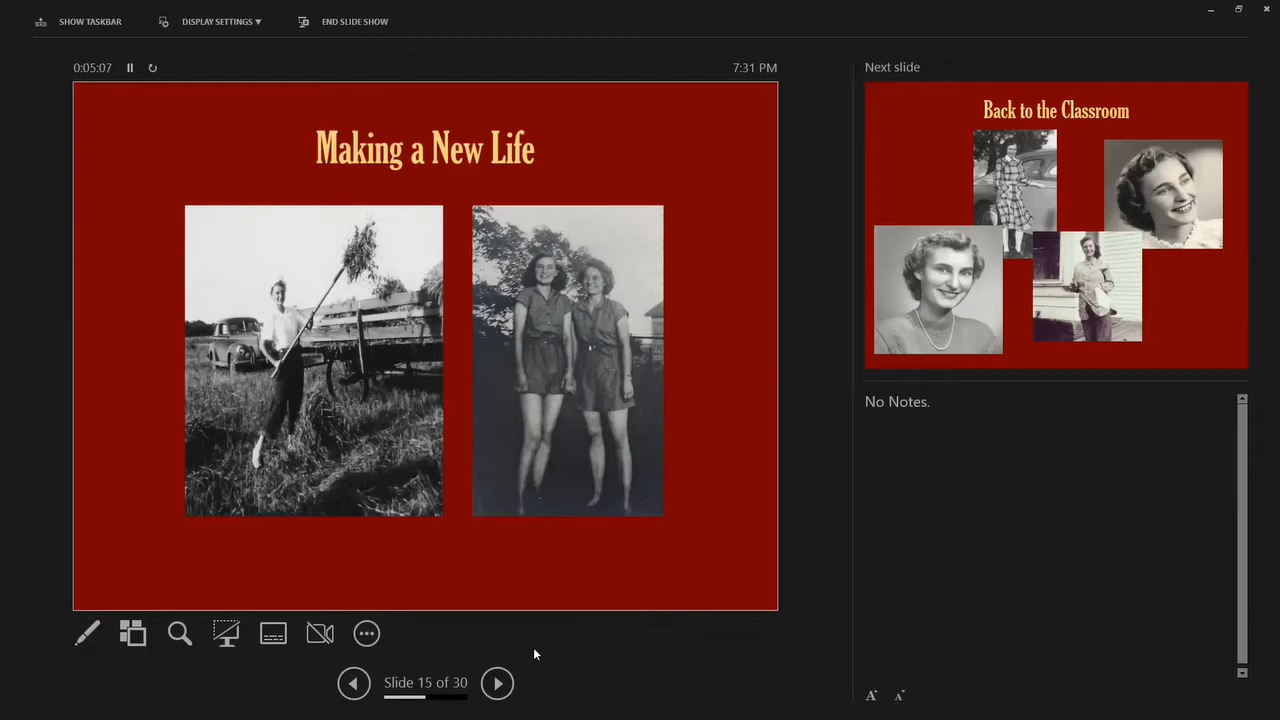 SHOW TASKBAR
DISPLAY SETTINGS ▼
END SLIDE SHOW
0:05:07
7:31 PM
Next slide
Making a New Life
Back to the Classroom
No Notes.
Slide 15 of 30
A A